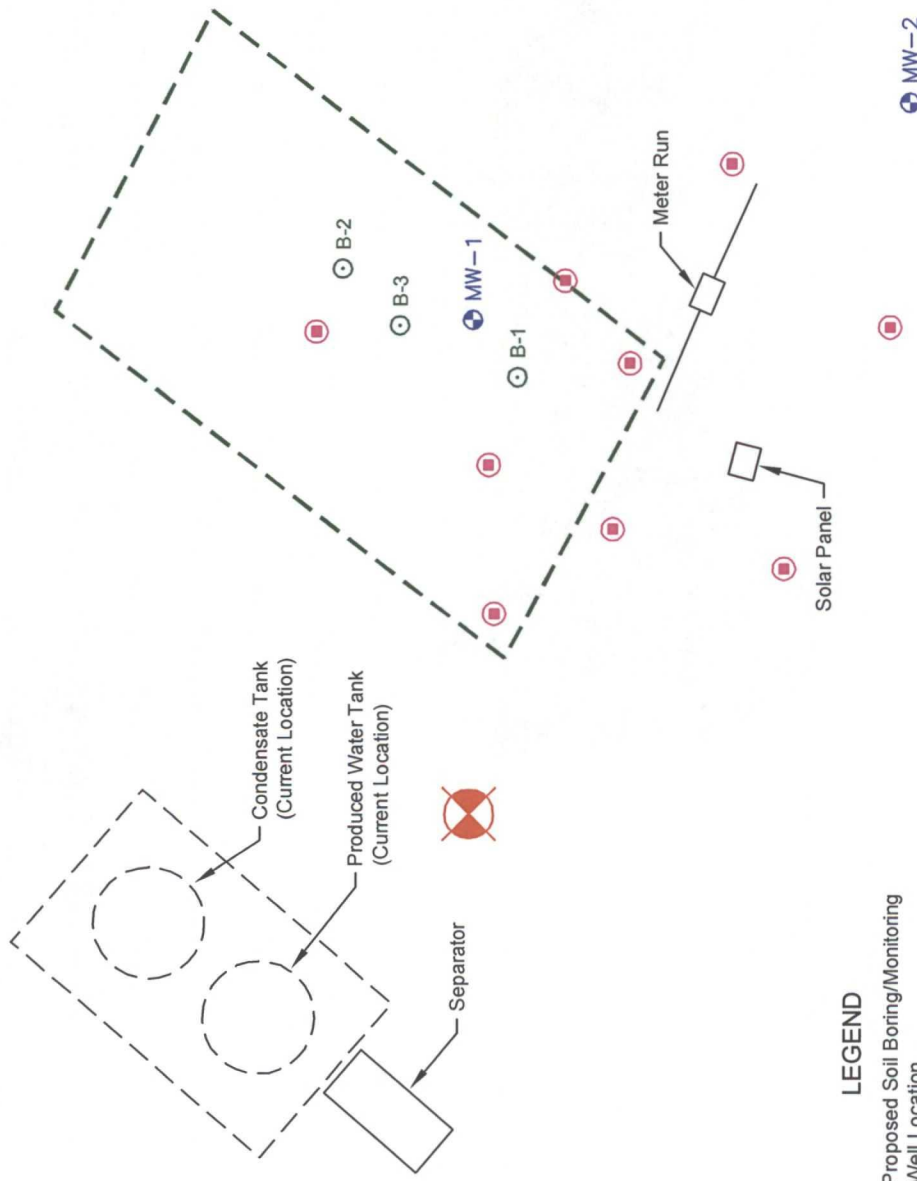 Condensate Tank
(Current Location)
Produced Water Tank
(Current Location)
Separator
B-2
B-3
MW-1
B-1
Meter Run
Solar Panel
MW-2
LEGEND
Proposed Soil Boring/Monitoring
Well Location